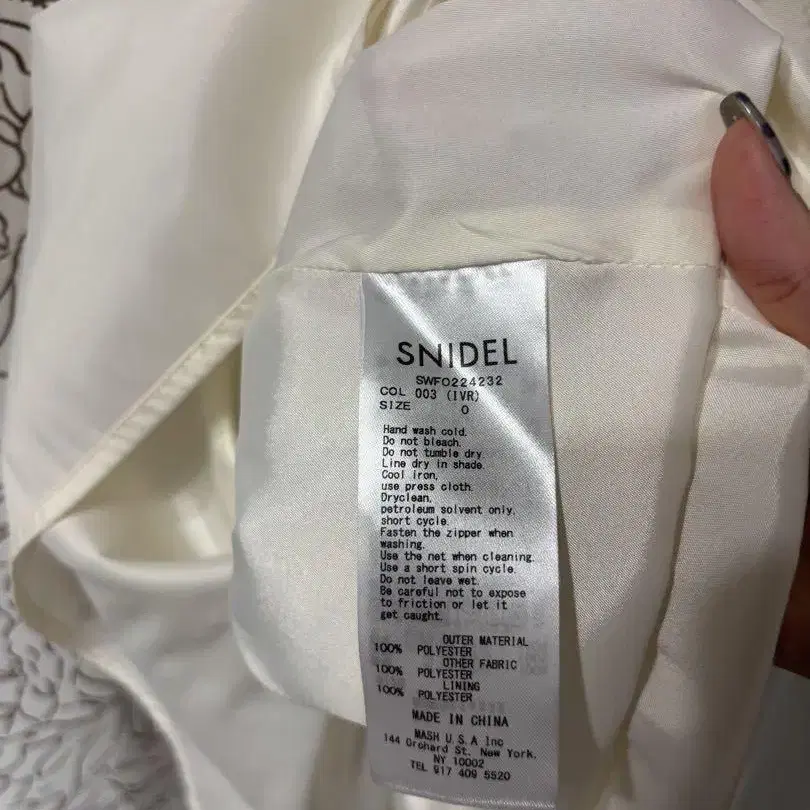 SNIDEL
SWFO224232
COL 003 (IVR)
SIZE 0
Hand wash cold.
Do not bleach.
Do not tumble dry.
Line dry in shade.
Cool iron,
use press cloth.
Dryclean,
petroleum solvent only,
short cycle.
Fasten the zipper when
washing.
Use the net when cleaning.
Use a short spin cycle.
Do not leave wet.
Be careful not to expose
to friction or let it
get caught.
OUTER MATERIAL
100% POLYESTER
OTHER FABRIC
100% POLYESTER
LINING
100% POLYESTER
MADE IN CHINA
MASH U.S.A Inc
144 Orchard St. New York,
NY 10002
TEL 917 409 5520